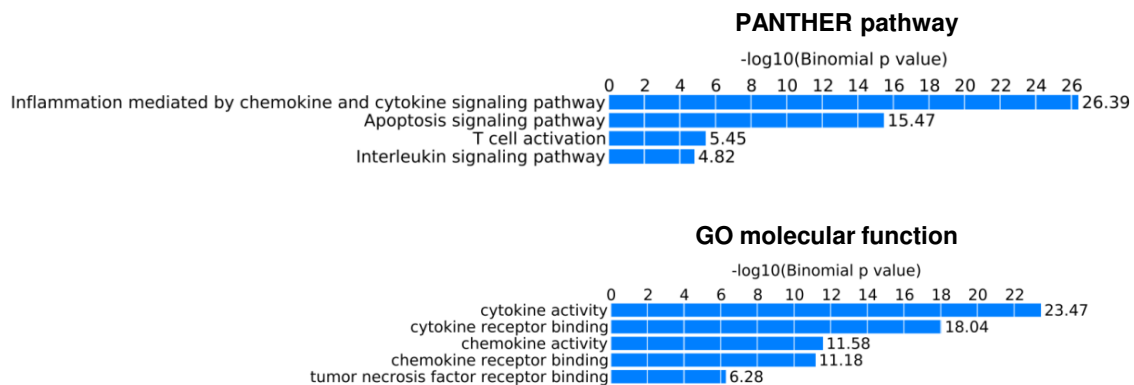 PANTHER pathway
-log10(Binomial p value)
0 2 4 6 8 10 12 14 16 18 20 22 24 26
Inflammation mediated by chemokine and cytokine signaling pathway 26.39
Apoptosis signaling pathway 15.47
T cell activation 5.45
Interleukin signaling pathway 4.82
GO molecular function
-log10(Binomial p value)
0 2 4 6 8 10 12 14 16 18 20 22
cytokine activity 23.47
cytokine receptor binding 18.04
chemokine activity 11.58
chemokine receptor binding 11.18
tumor necrosis factor receptor binding 6.28